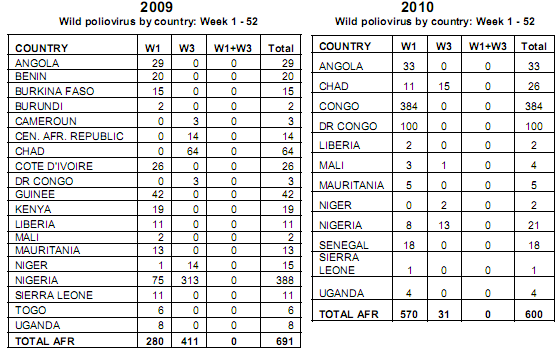 2009
Wild poliovirus by country: Week 1 - 52
COUNTRY W1 W3 W1+W3 Total
ANGOLA 29 0 0 29
BENIN 20 0 0 20
BURKINA FASO 15 0 0 15
BURUNDI 2 0 0 2
CAMEROUN 0 3 0 3
CEN. AFR. REPUBLIC 0 14 0 14
CHAD 0 64 0 64
COTE D'IVOIRE 26 0 0 26
DR CONGO 0 3 0 3
GUINEE 42 0 0 42
KENYA 19 0 0 19
LIBERIA 11 0 0 11
MALI 2 0 0 2
MAURITANIA 13 0 0 13
NIGER 1 14 0 15
NIGERIA 75 313 0 388
SIERRA LEONE 11 0 0 11
TOGO 6 0 0 6
UGANDA 8 0 0 8
TOTAL AFR 280 411 0 691
2010
Wild poliovirus by country: Week 1 - 52
COUNTRY W1 W3 W1+W3 Total
ANGOLA 33 0 0 33
CHAD 11 15 0 26
CONGO 384 0 0 384
DR CONGO 100 0 0 100
LIBERIA 2 0 0 2
MALI 3 1 0 4
MAURITANIA 5 0 0 5
NIGER 0 2 0 2
NIGERIA 8 13 0 21
SENEGAL 18 0 0 18
SIERRA
LEONE 1 0 0 1
UGANDA 4 0 0 4
TOTAL AFR 570 31 0 600